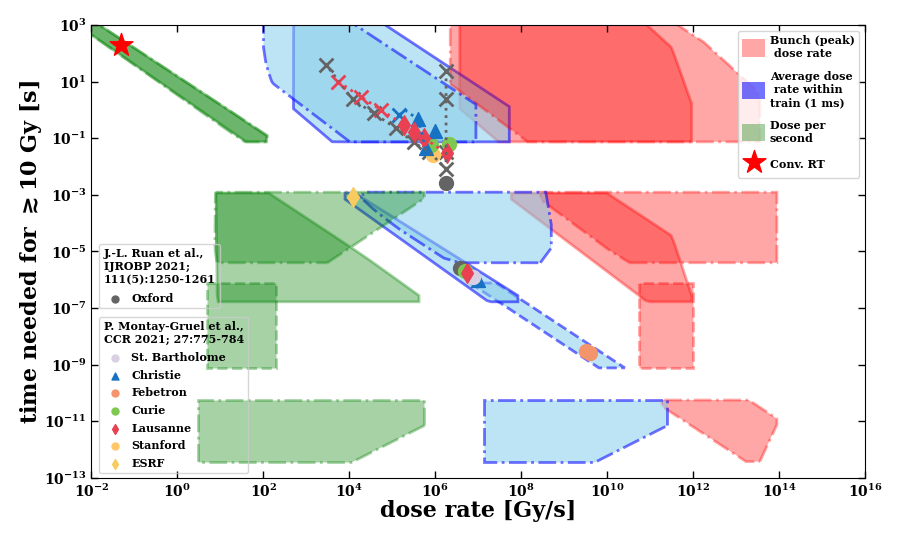 time needed for ≥ 10 Gy [s]
10³
10¹
10⁻¹
10⁻³
10⁻⁵
10⁻⁷
10⁻⁹
10⁻¹¹
10⁻¹³
Bunch (peak)
dose rate
Average dose
rate within
train (1 ms)
Dose per
second
Conv. RT
J.-L. Ruan et al.,
IJROBP 2021;
111(5):1250-1261
Oxford
P. Montay-Gruel et al.,
CCR 2021; 27:775-784
St. Bartholome
Christie
Febetron
Curie
Lausanne
Stanford
ESRF
10⁻² 10⁰ 10² 10⁴ 10⁶ 10⁸ 10¹⁰ 10¹² 10¹⁴ 10¹⁶
dose rate [Gy/s]